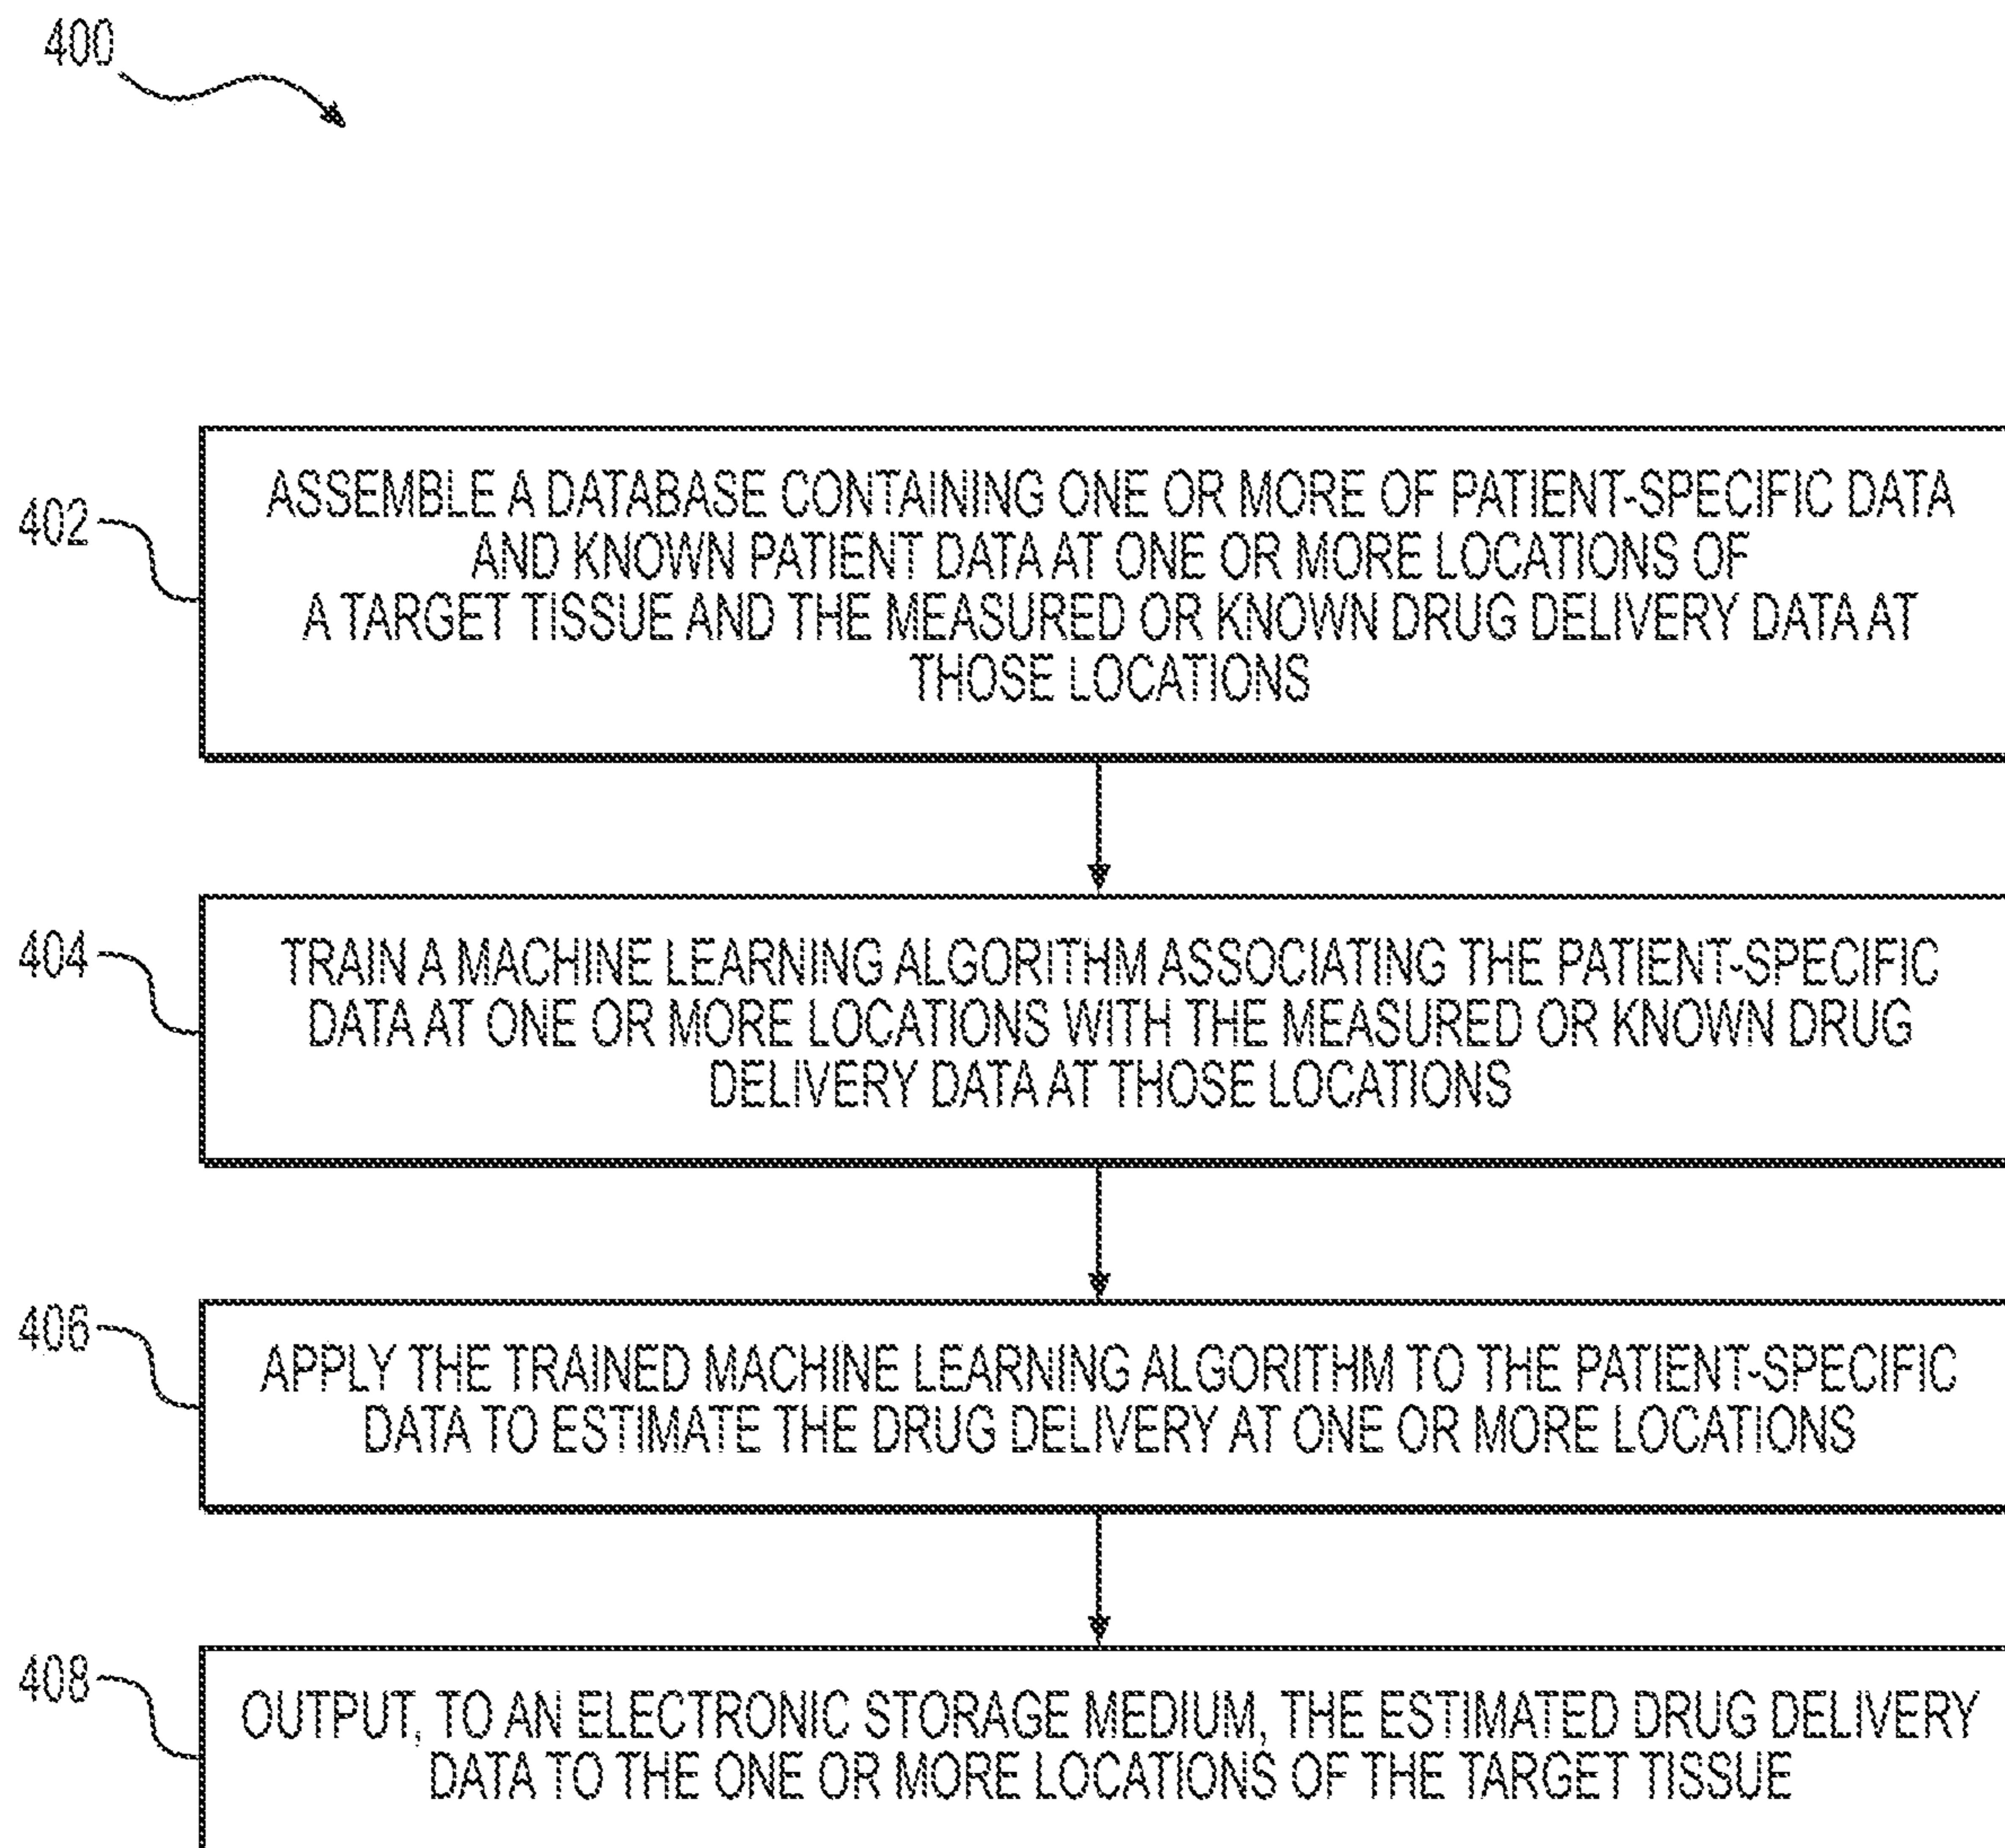 400
402
ASSEMBLE A DATABASE CONTAINING ONE OR MORE OF PATIENT-SPECIFIC DATA
AND KNOWN PATIENT DATA AT ONE OR MORE LOCATIONS OF
A TARGET TISSUE AND THE MEASURED OR KNOWN DRUG DELIVERY DATA AT
THOSE LOCATIONS
404
TRAIN A MACHINE LEARNING ALGORITHM ASSOCIATING THE PATIENT-SPECIFIC
DATA AT ONE OR MORE LOCATIONS WITH THE MEASURED OR KNOWN DRUG
DELIVERY DATA AT THOSE LOCATIONS
406
APPLY THE TRAINED MACHINE LEARNING ALGORITHM TO THE PATIENT-SPECIFIC
DATA TO ESTIMATE THE DRUG DELIVERY AT ONE OR MORE LOCATIONS
408
OUTPUT, TO AN ELECTRONIC STORAGE MEDIUM, THE ESTIMATED DRUG DELIVERY
DATA TO THE ONE OR MORE LOCATIONS OF THE TARGET TISSUE